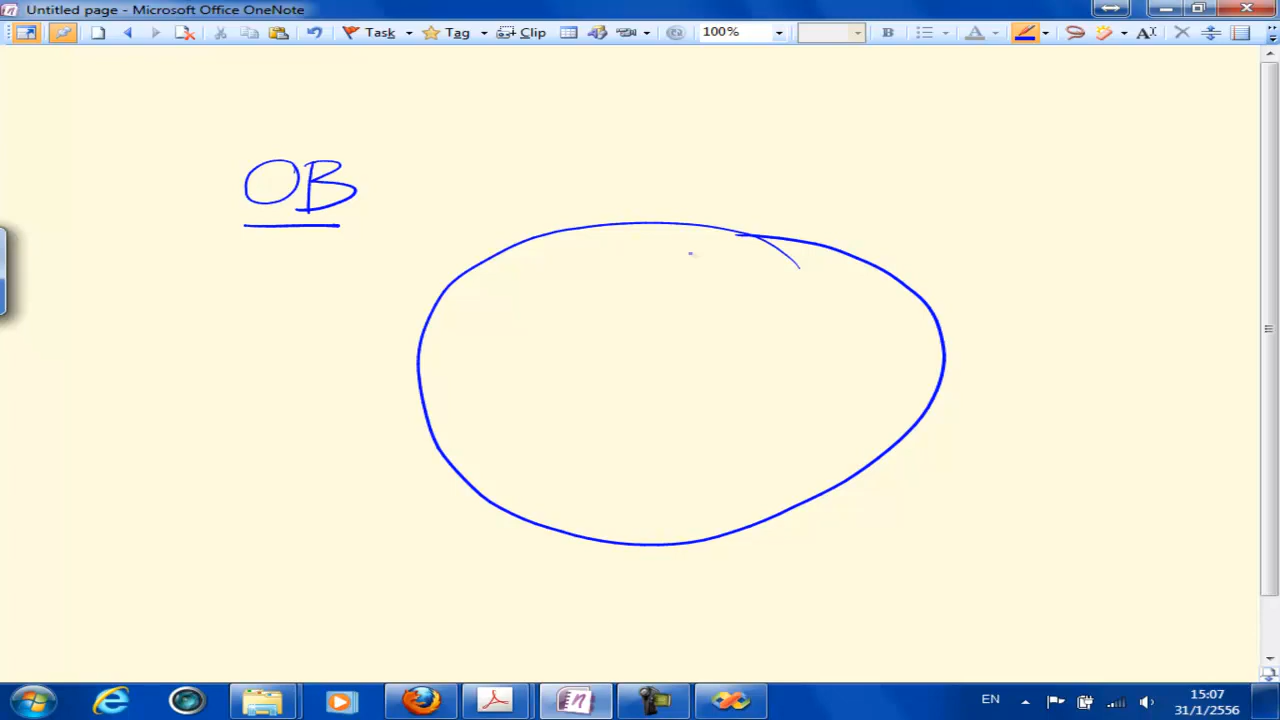 Untitled page - Microsoft Office OneNote
Task Tag Clip 100% B A A
OB
EN
15:07
31/1/2556